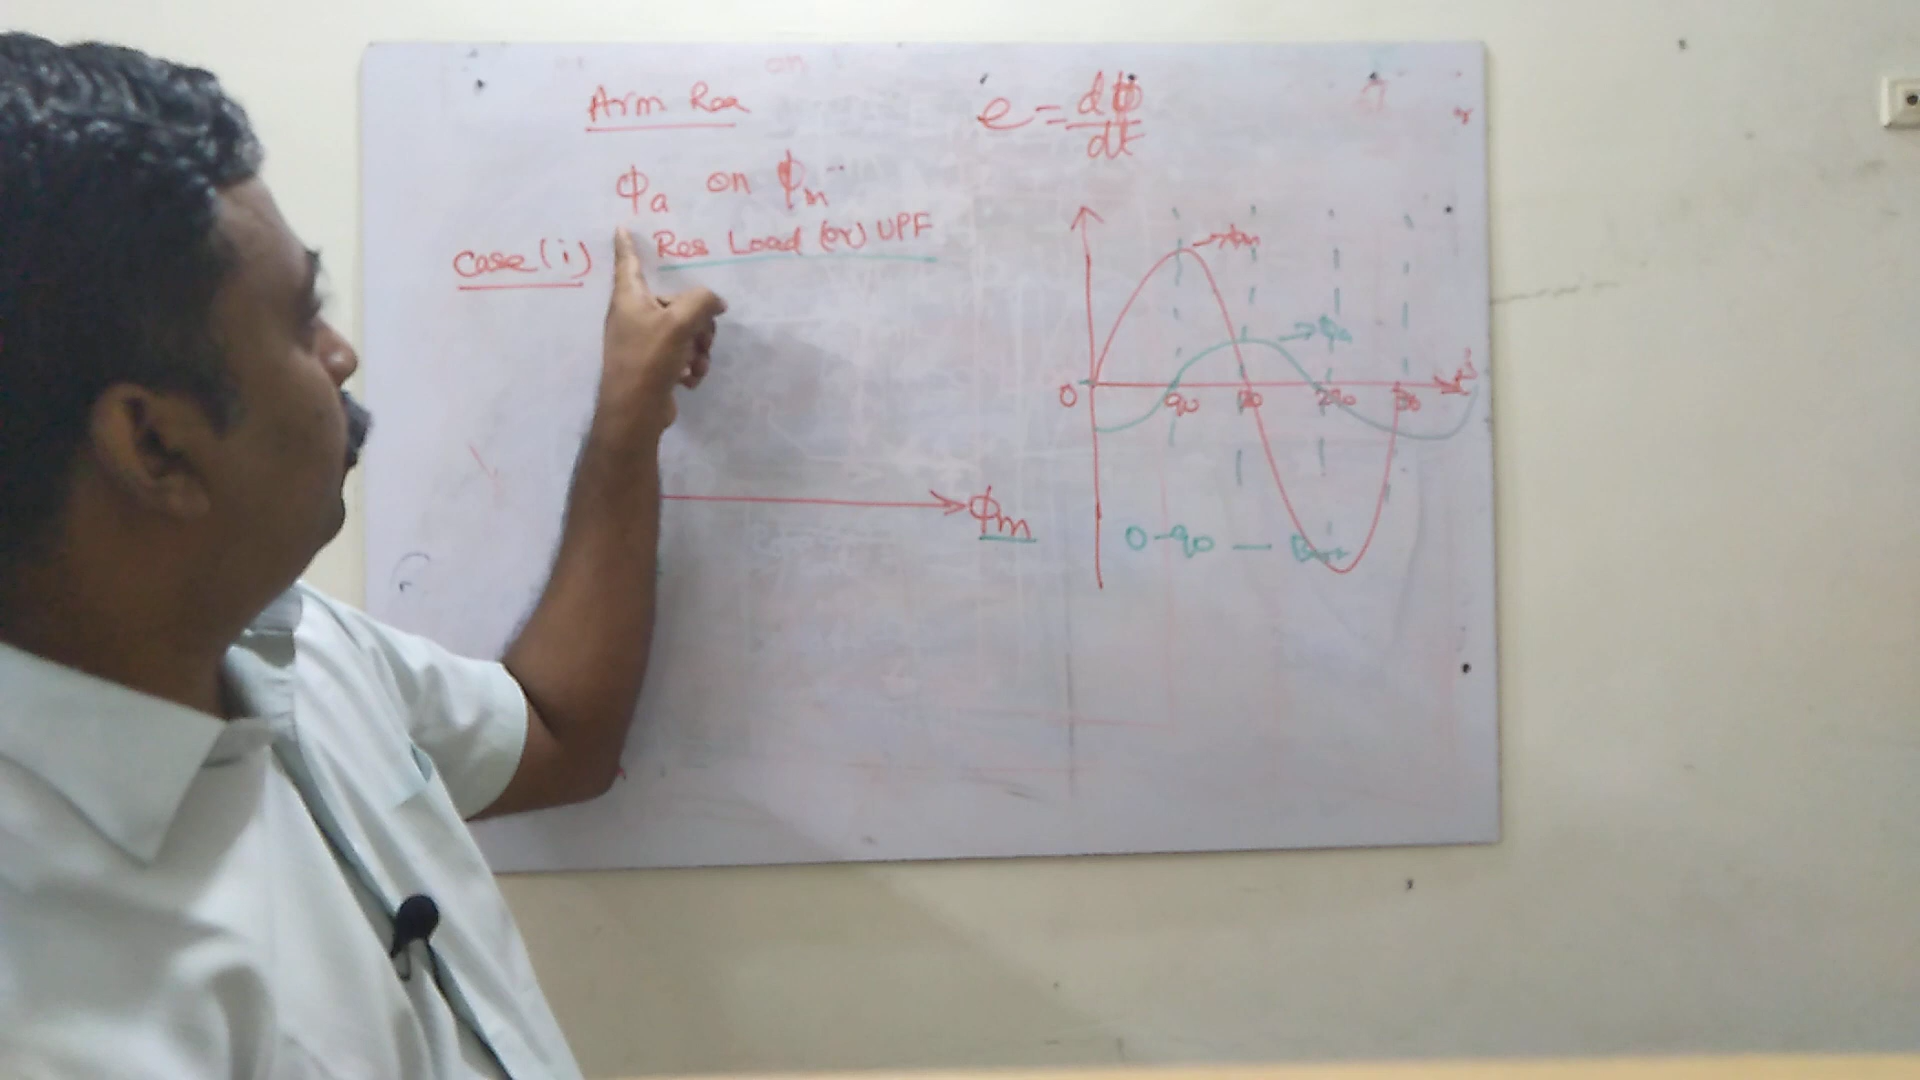 Arm Rea
e = dΦ/dt
Φa on Φm
Case (i) Res Load (or) UPF
Φm
Φa
0 90 180 270 360 t
Φm
0-90 —